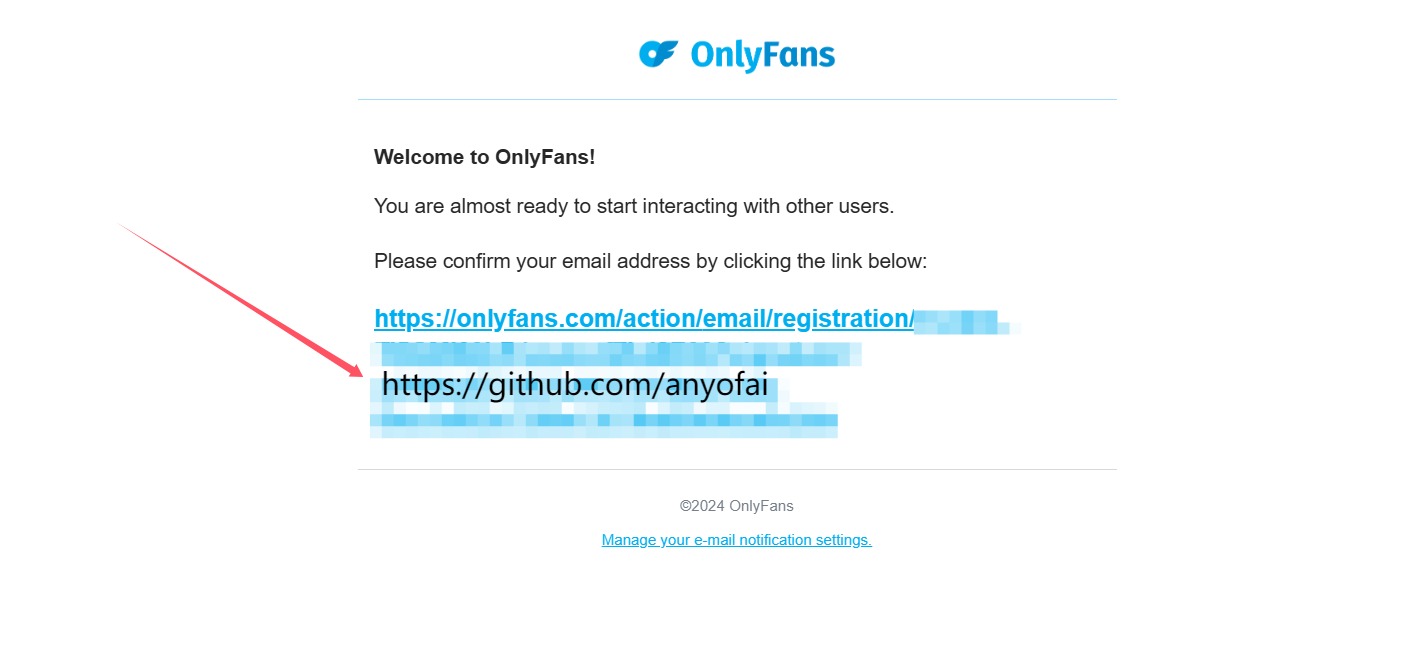 OnlyFans
Welcome to OnlyFans!
You are almost ready to start interacting with other users.
Please confirm your email address by clicking the link below:
https://onlyfans.com/action/email/registration/
https://github.com/anyofai
©2024 OnlyFans
Manage your e-mail notification settings.